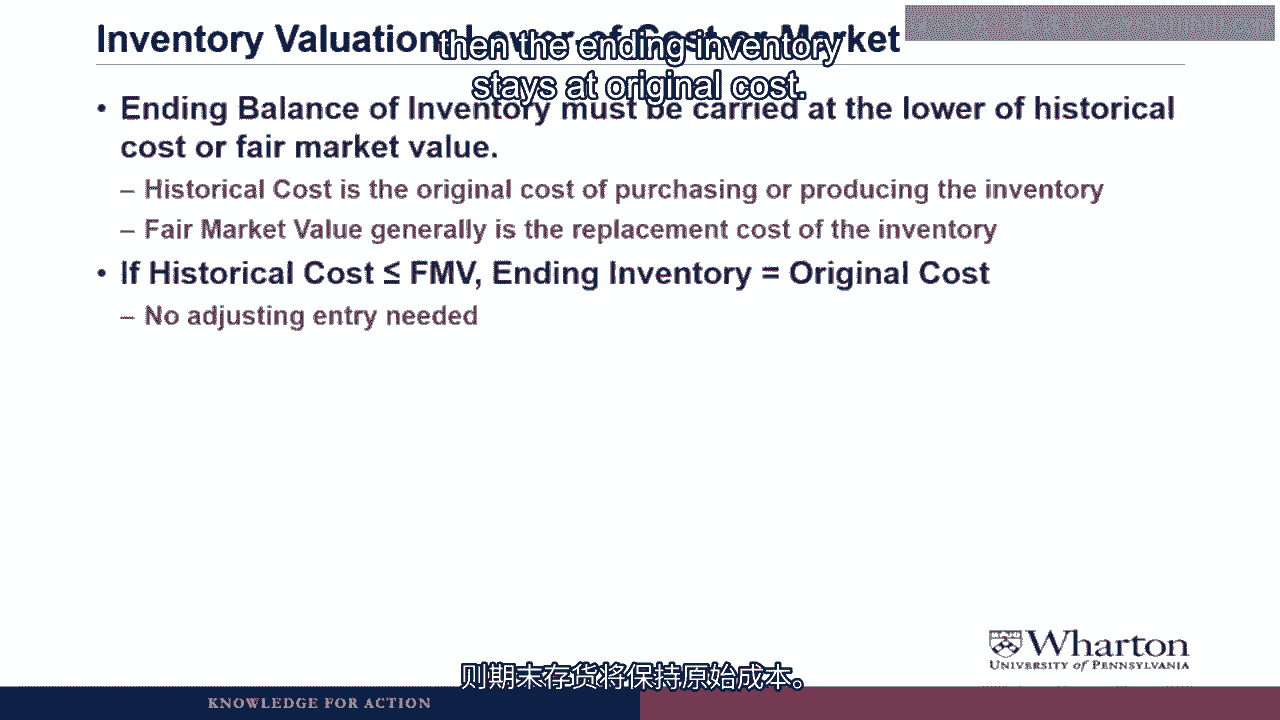 Inventory Valuation: Lower of Cost or Market
then the ending inventory
stays at original cost.
• Ending Balance of Inventory must be carried at the lower of historical
cost or fair market value.
– Historical Cost is the original cost of purchasing or producing the inventory
– Fair Market Value generally is the replacement cost of the inventory
• If Historical Cost ≤ FMV, Ending Inventory = Original Cost
– No adjusting entry needed
Wharton
UNIVERSITY of PENNSYLVANIA
则期末存货将保持原始成本。
KNOWLEDGE FOR ACTION